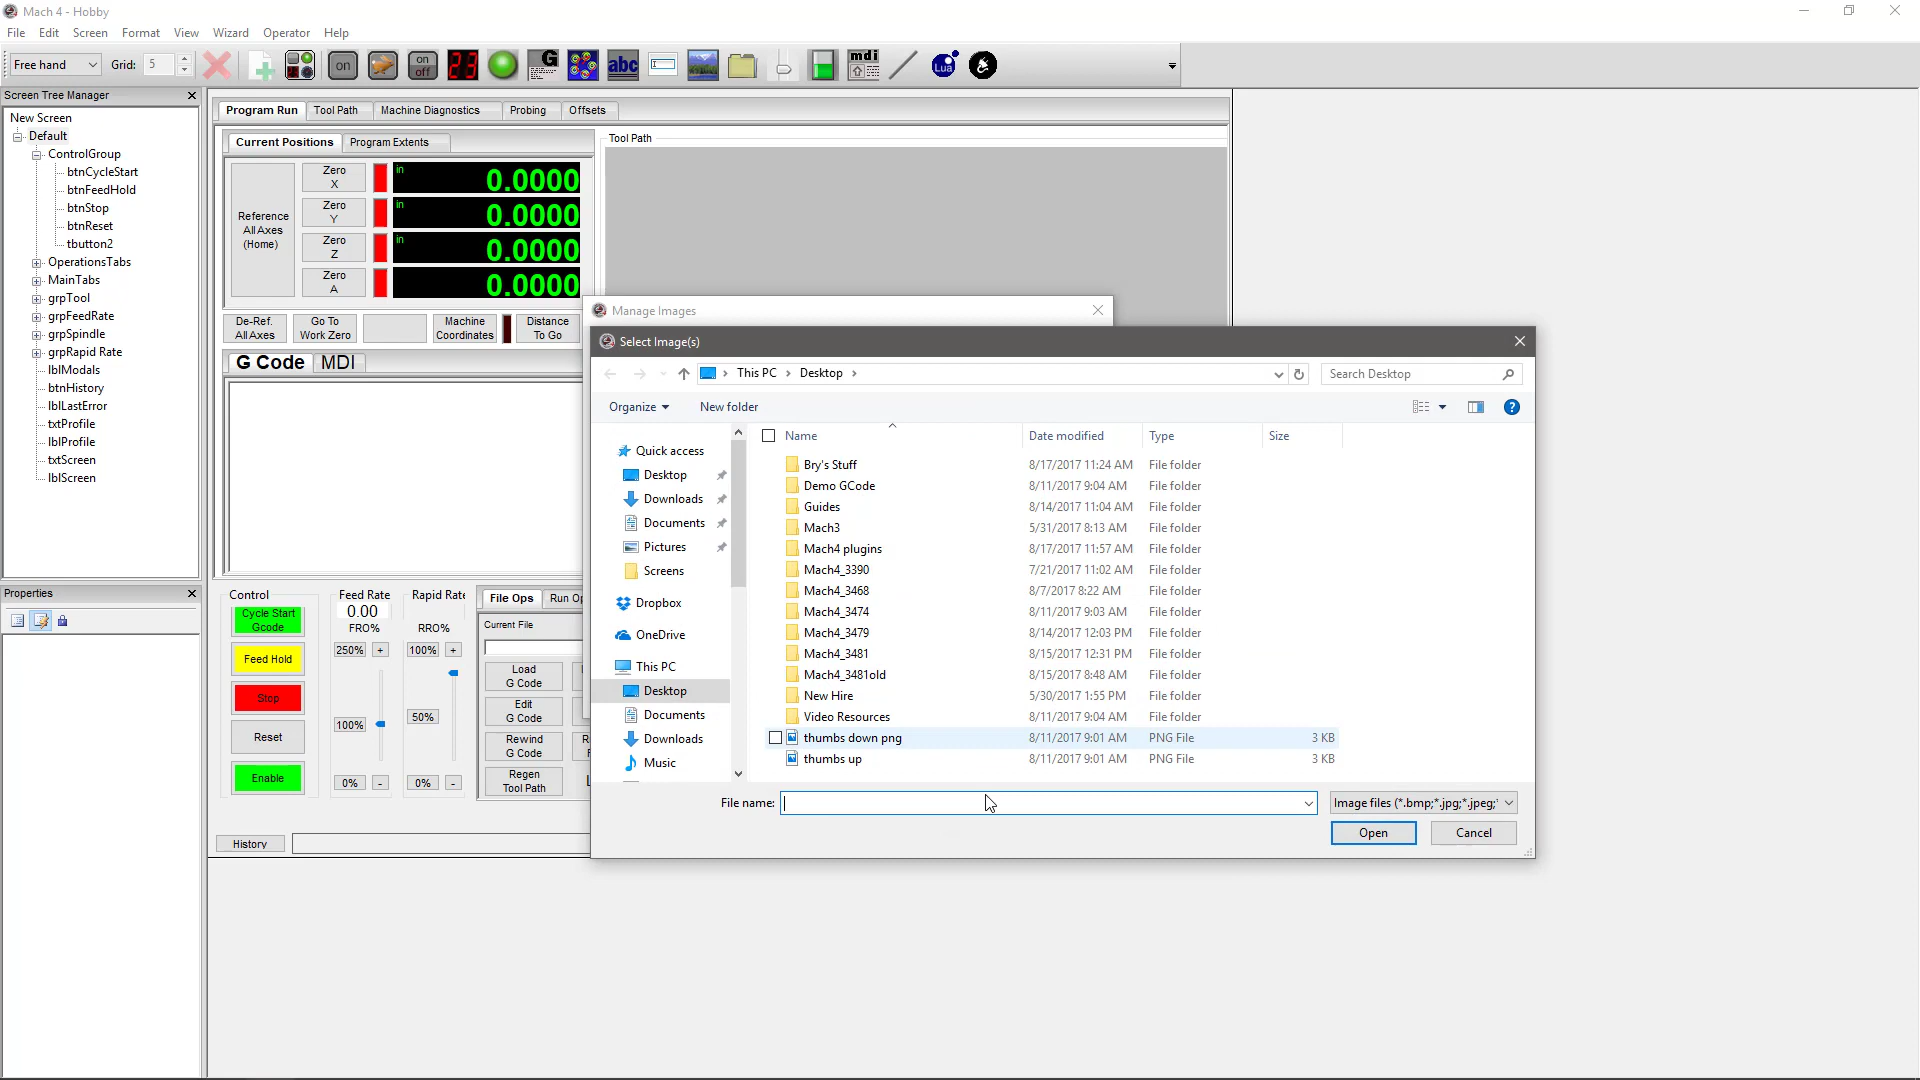 Mach 4 - Hobby
File Edit Screen Format View Wizard Operator Help
Free hand Grid: 5 on on off 23 G abc mdi Lua
Screen Tree Manager
New Screen
Default
ControlGroup
btnCycleStart
btnFeedHold
btnStop
btnReset
tbutton2
OperationsTabs
MainTabs
grpTool
grpFeedRate
grpSpindle
grpRapid Rate
lblModals
btnHistory
lblLastError
txtProfile
lblProfile
txtScreen
lblScreen
Properties
Program Run Tool Path Machine Diagnostics Probing Offsets
Current Positions Program Extents
Tool Path
Reference
All Axes
(Home)
Zero
X
in 0.0000
Zero
Y
in 0.0000
Zero
Z
in 0.0000
Zero
A
0.0000
De-Ref.
All Axes
Go To
Work Zero
Machine
Coordinates
Distance
To Go
G Code MDI
Control
Cycle Start
Gcode
Feed Hold
Stop
Reset
Enable
Feed Rate
0.00
FRO%
250% +
100%
0% -
Rapid Rate
RRO%
100% +
50%
0% -
File Ops Run Op
Current File
Load
G Code
Edit
G Code
Rewind
G Code
Regen
Tool Path
History
Manage Images
Select Image(s)
This PC Desktop
Search Desktop
Organize New folder
Quick access
Desktop
Downloads
Documents
Pictures
Screens
Dropbox
OneDrive
This PC
Desktop
Documents
Downloads
Music
Name Date modified Type Size
Bry's Stuff 8/17/2017 11:24 AM File folder
Demo GCode 8/11/2017 9:04 AM File folder
Guides 8/14/2017 11:04 AM File folder
Mach3 5/31/2017 8:13 AM File folder
Mach4 plugins 8/17/2017 11:57 AM File folder
Mach4_3390 7/21/2017 11:02 AM File folder
Mach4_3468 8/7/2017 8:22 AM File folder
Mach4_3474 8/11/2017 9:03 AM File folder
Mach4_3479 8/14/2017 12:03 PM File folder
Mach4_3481 8/15/2017 12:31 PM File folder
Mach4_3481old 8/15/2017 8:48 AM File folder
New Hire 5/30/2017 1:55 PM File folder
Video Resources 8/11/2017 9:04 AM File folder
thumbs down png 8/11/2017 9:01 AM PNG File 3 KB
thumbs up 8/11/2017 9:01 AM PNG File 3 KB
File name:
Image files (*.bmp;*.jpg;*.jpeg;*
Open Cancel